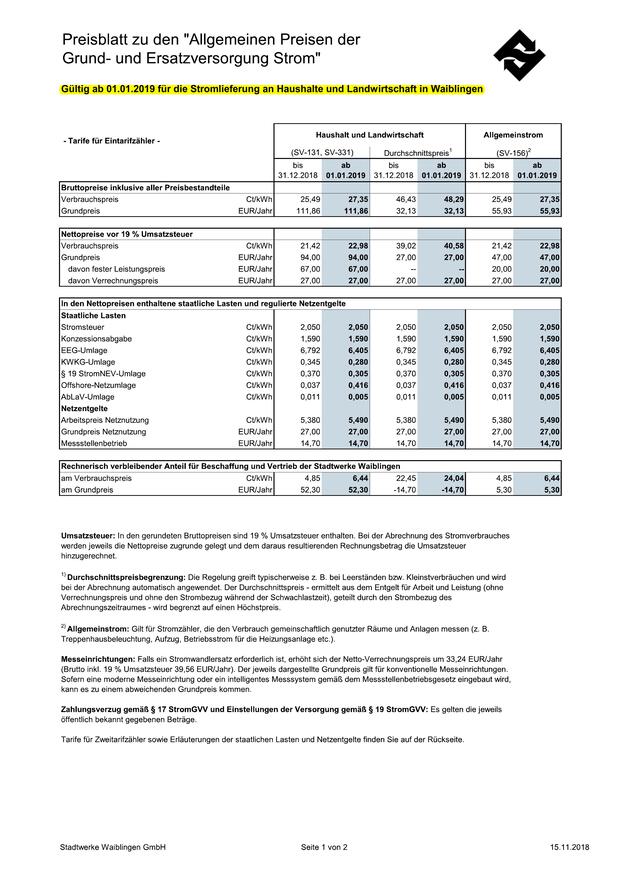 Preisblatt zu den "Allgemeinen Preisen der
Grund- und Ersatzversorgung Strom"
Gültig ab 01.01.2019 für die Stromlieferung an Haushalte und Landwirtschaft in Waiblingen
- Tarife für Eintarifzähler -
Haushalt und Landwirtschaft Allgemeinstrom
(SV-131, SV-331) Durchschnittspreis1 (SV-156)2
bis ab bis ab bis ab
31.12.2018 01.01.2019 31.12.2018 01.01.2019 31.12.2018 01.01.2019
Bruttopreise inklusive aller Preisbestandteile
Verbrauchspreis Ct/kWh 25,49 27,35 46,43 48,29 25,49 27,35
Grundpreis EUR/Jahr 111,86 111,86 32,13 32,13 55,93 55,93
Nettopreise vor 19 % Umsatzsteuer
Verbrauchspreis Ct/kWh 21,42 22,98 39,02 40,58 21,42 22,98
Grundpreis EUR/Jahr 94,00 94,00 27,00 27,00 47,00 47,00
davon fester Leistungspreis 67,00 67,00 -- -- 20,00 20,00
davon Verrechnungspreis EUR/Jahr 27,00 27,00 27,00 27,00 27,00 27,00
In den Nettopreisen enthaltene staatliche Lasten und regulierte Netzentgelte
Staatliche Lasten
Stromsteuer Ct/kWh 2,050 2,050 2,050 2,050 2,050 2,050
Konzessionsabgabe Ct/kWh 1,590 1,590 1,590 1,590 1,590 1,590
EEG-Umlage Ct/kWh 6,792 6,405 6,792 6,405 6,792 6,405
KWKG-Umlage Ct/kWh 0,345 0,280 0,345 0,280 0,345 0,280
§ 19 StromNEV-Umlage Ct/kWh 0,370 0,305 0,370 0,305 0,370 0,305
Offshore-Netzumlage Ct/kWh 0,037 0,416 0,037 0,416 0,037 0,416
AbLaV-Umlage Ct/kWh 0,011 0,005 0,011 0,005 0,011 0,005
Netzentgelte
Arbeitspreis Netznutzung Ct/kWh 5,380 5,490 5,380 5,490 5,380 5,490
Grundpreis Netznutzung EUR/Jahr 27,00 27,00 27,00 27,00 27,00 27,00
Messstellenbetrieb EUR/Jahr 14,70 14,70 14,70 14,70 14,70 14,70
Rechnerisch verbleibender Anteil für Beschaffung und Vertrieb der Stadtwerke Waiblingen
am Verbrauchspreis Ct/kWh 4,85 6,44 22,45 24,04 4,85 6,44
am Grundpreis EUR/Jahr 52,30 52,30 -14,70 -14,70 5,30 5,30
Umsatzsteuer: In den gerundeten Bruttopreisen sind 19 % Umsatzsteuer enthalten. Bei der Abrechnung des Stromverbrauches
werden jeweils die Nettopreise zugrunde gelegt und dem daraus resultierenden Rechnungsbetrag die Umsatzsteuer
hinzugerechnet.
1) Durchschnittspreisbegrenzung: Die Regelung greift typischerweise z. B. bei Leerständen bzw. Kleinstverbräuchen und wird
bei der Abrechnung automatisch angewendet. Der Durchschnittspreis - ermittelt aus dem Entgelt für Arbeit und Leistung (ohne
Verrechnungspreis und ohne den Strombezug während der Schwachlastzeit), geteilt durch den Strombezug des
Abrechnungszeitraumes - wird begrenzt auf einen Höchstpreis.
2) Allgemeinstrom: Gilt für Stromzähler, die den Verbrauch gemeinschaftlich genutzter Räume und Anlagen messen (z. B.
Treppenhausbeleuchtung, Aufzug, Betriebsstrom für die Heizungsanlage etc.).
Messeinrichtungen: Falls ein Stromwandlersatz erforderlich ist, erhöht sich der Netto-Verrechnungspreis um 33,24 EUR/Jahr
(Brutto inkl. 19 % Umsatzsteuer 39,56 EUR/Jahr). Der jeweils dargestellte Grundpreis gilt für konventionelle Messeinrichtungen.
Sofern eine moderne Messeinrichtung oder ein intelligentes Messsystem gemäß dem Messstellenbetriebsgesetz eingebaut wird,
kann es zu einem abweichenden Grundpreis kommen.
Zahlungsverzug gemäß § 17 StromGVV und Einstellungen der Versorgung gemäß § 19 StromGVV: Es gelten die jeweils
öffentlich bekannt gegebenen Beträge.
Tarife für Zweitarifzähler sowie Erläuterungen der staatlichen Lasten und Netzentgelte finden Sie auf der Rückseite.
Stadtwerke Waiblingen GmbH Seite 1 von 2 15.11.2018